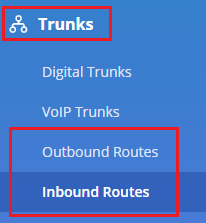 Trunks
Digital Trunks
VoIP Trunks
Outbound Routes
Inbound Routes